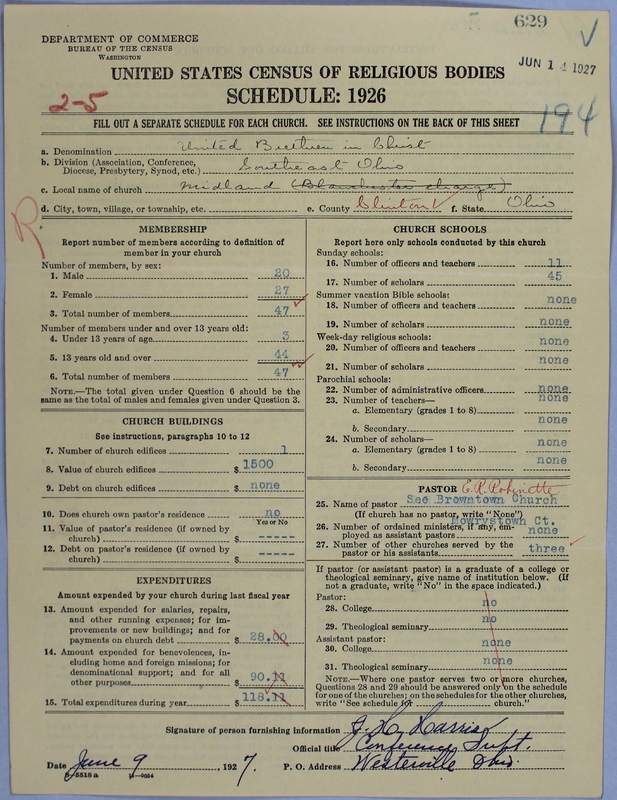 629
DEPARTMENT OF COMMERCE
BUREAU OF THE CENSUS
WASHINGTON
JUN 14 1927
UNITED STATES CENSUS OF RELIGIOUS BODIES
SCHEDULE: 1926
2-5
194
FILL OUT A SEPARATE SCHEDULE FOR EACH CHURCH. SEE INSTRUCTIONS ON THE BACK OF THIS SHEET
a. Denomination United Brethren in Christ
b. Division (Association, Conference, Diocese, Presbytery, Synod, etc.) Southeast Ohio
c. Local name of church Midland (Blanchester charge)
d. City, town, village, or township, etc. e. County Clinton f. State Ohio
R
MEMBERSHIP
Report number of members according to definition of
member in your church
Number of members, by sex:
1. Male 20
2. Female 27
3. Total number of members 47
Number of members under and over 13 years old:
4. Under 13 years of age 3
5. 13 years old and over 44
6. Total number of members 47
NOTE.—The total given under Question 6 should be
same as the total of males and females given under Question 3.
CHURCH BUILDINGS
See instructions, paragraphs 10 to 12
7. Number of church edifices 1
8. Value of church edifices $ 1500
9. Debt on church edifices $ none
10. Does church own pastor's residence no
Yes or No
11. Value of pastor's residence (if owned by
church) $ -----
12. Debt on pastor's residence (if owned by
church) $ -----
EXPENDITURES
Amount expended by your church during last fiscal year
13. Amount expended for salaries, repairs,
and other running expenses; for im-
provements or new buildings; and for
payments on church debt $ 28.00
14. Amount expended for benevolences, in-
cluding home and foreign missions; for
denominational support; and for all
other purposes $ 90.11
15. Total expenditures during year $ 118.11
CHURCH SCHOOLS
Report here only schools conducted by this church
Sunday schools:
16. Number of officers and teachers 11
17. Number of scholars 45
Summer vacation Bible schools:
18. Number of officers and teachers none
19. Number of scholars none
Week-day religious schools:
20. Number of officers and teachers none
21. Number of scholars none
Parochial schools:
22. Number of administrative officers none
23. Number of teachers— none
a. Elementary (grades 1 to 8)
b. Secondary none
24. Number of scholars—
a. Elementary (grades 1 to 8) none
b. Secondary none
PASTOR E. R. Robinette
25. Name of pastor See Browntown Church
(If church has no pastor, write "None") Mowrystown Ct.
26. Number of ordained ministers, if any, em-
ployed as assistant pastors none
27. Number of other churches served by the
pastor or his assistants three
If pastor (or assistant pastor) is a graduate of a college or
theological seminary, give name of institution below. (If
not a graduate, write "No" in the space indicated.)
Pastor:
28. College no
29. Theological seminary no
Assistant pastor:
30. College none
31. Theological seminary none
NOTE.—Where one pastor serves two or more churches,
Questions 28 and 29 should be answered only on the schedule
for one of the churches; on the schedules for the other churches,
write "See schedule for church."
Signature of person furnishing information J. H. Harris
Official title Conference Supt.
Date June 9, 1927. P. O. Address Westerville Ohio.
8-5518a 11-9054